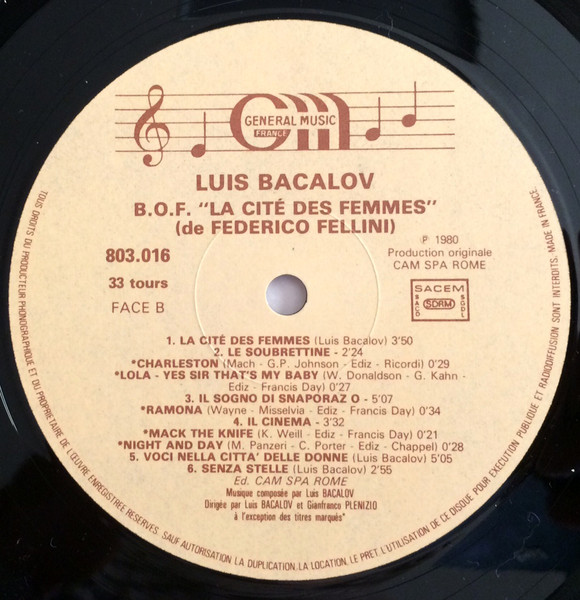 GENERAL MUSIC
FRANCE
LUIS BACALOV
B.O.F. "LA CITÉ DES FEMMES"
(de FEDERICO FELLINI)
803.016
33 tours
FACE B
℗ 1980
Production originale
CAM SPA ROME
SACEM
SACD
SDRM
SGDL
1. LA CITÉ DES FEMMES (Luis Bacalov) 3'50
2. LE SOUBRETTINE - 2'24
*CHARLESTON (Mach - G.P. Johnson - Ediz - Ricordi) 0'29
*LOLA - YES SIR THAT'S MY BABY (W. Donaldson - G. Kahn -
Ediz - Francis Day) 0'27
3. IL SOGNO DI SNAPORAZ O - 5'07
*RAMONA (Wayne - Misselvia - Ediz - Francis Day) 0'34
4. IL CINEMA - 3'32
*MACK THE KNIFE (K. Weill - Ediz - Francis Day) 0'21
*NIGHT AND DAY (M. Panzeri - C. Porter - Ediz - Chappel) 0'28
5. VOCI NELLA CITTA' DELLE DONNE (Luis Bacalov) 5'05
6. SENZA STELLE (Luis Bacalov) 2'55
Ed. CAM SPA ROME
Musique composée par Luis BACALOV
Dirigée par Luis BACALOV et Gianfranco PLENIZIO
à l'exception des titres marqués*
TOUS DROITS DU PRODUCTEUR PHONOGRAPHIQUE ET DU PROPRIETAIRE DE L'ŒUVRE ENREGISTREE RESERVES. SAUF AUTORISATION, LA DUPLICATION, LA LOCATION, LE PRET, L'UTILISATION DE CE DISQUE POUR EXECUTION PUBLIQUE ET RADIODIFFUSION SONT INTERDITS. MADE IN FRANCE.